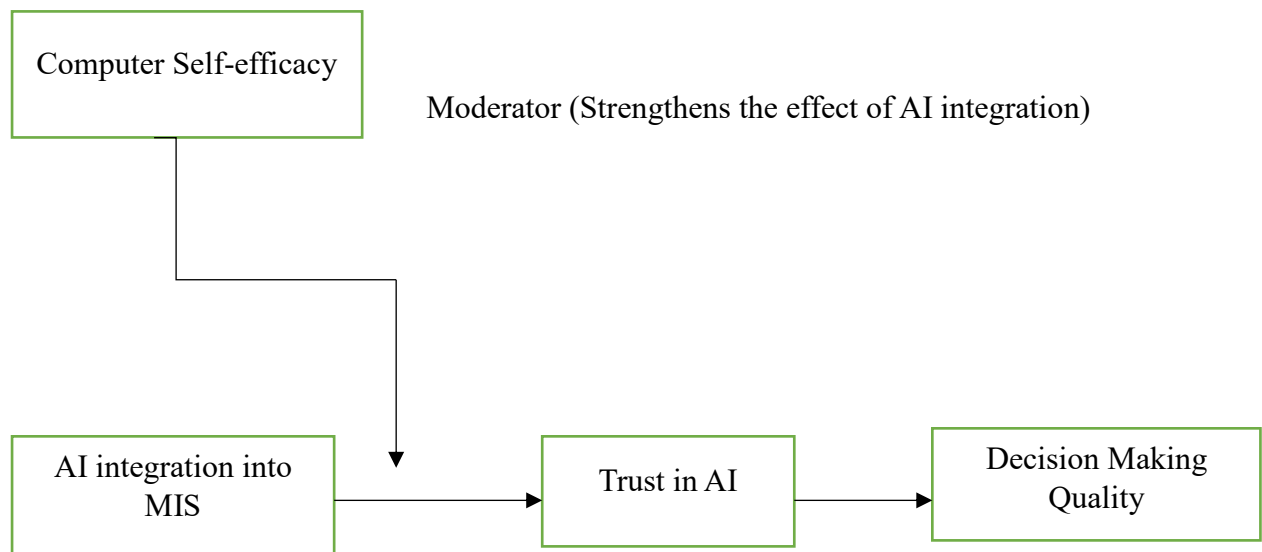 Computer Self-efficacy
Moderator (Strengthens the effect of AI integration)
AI integration into
MIS
Trust in AI
Decision Making
Quality